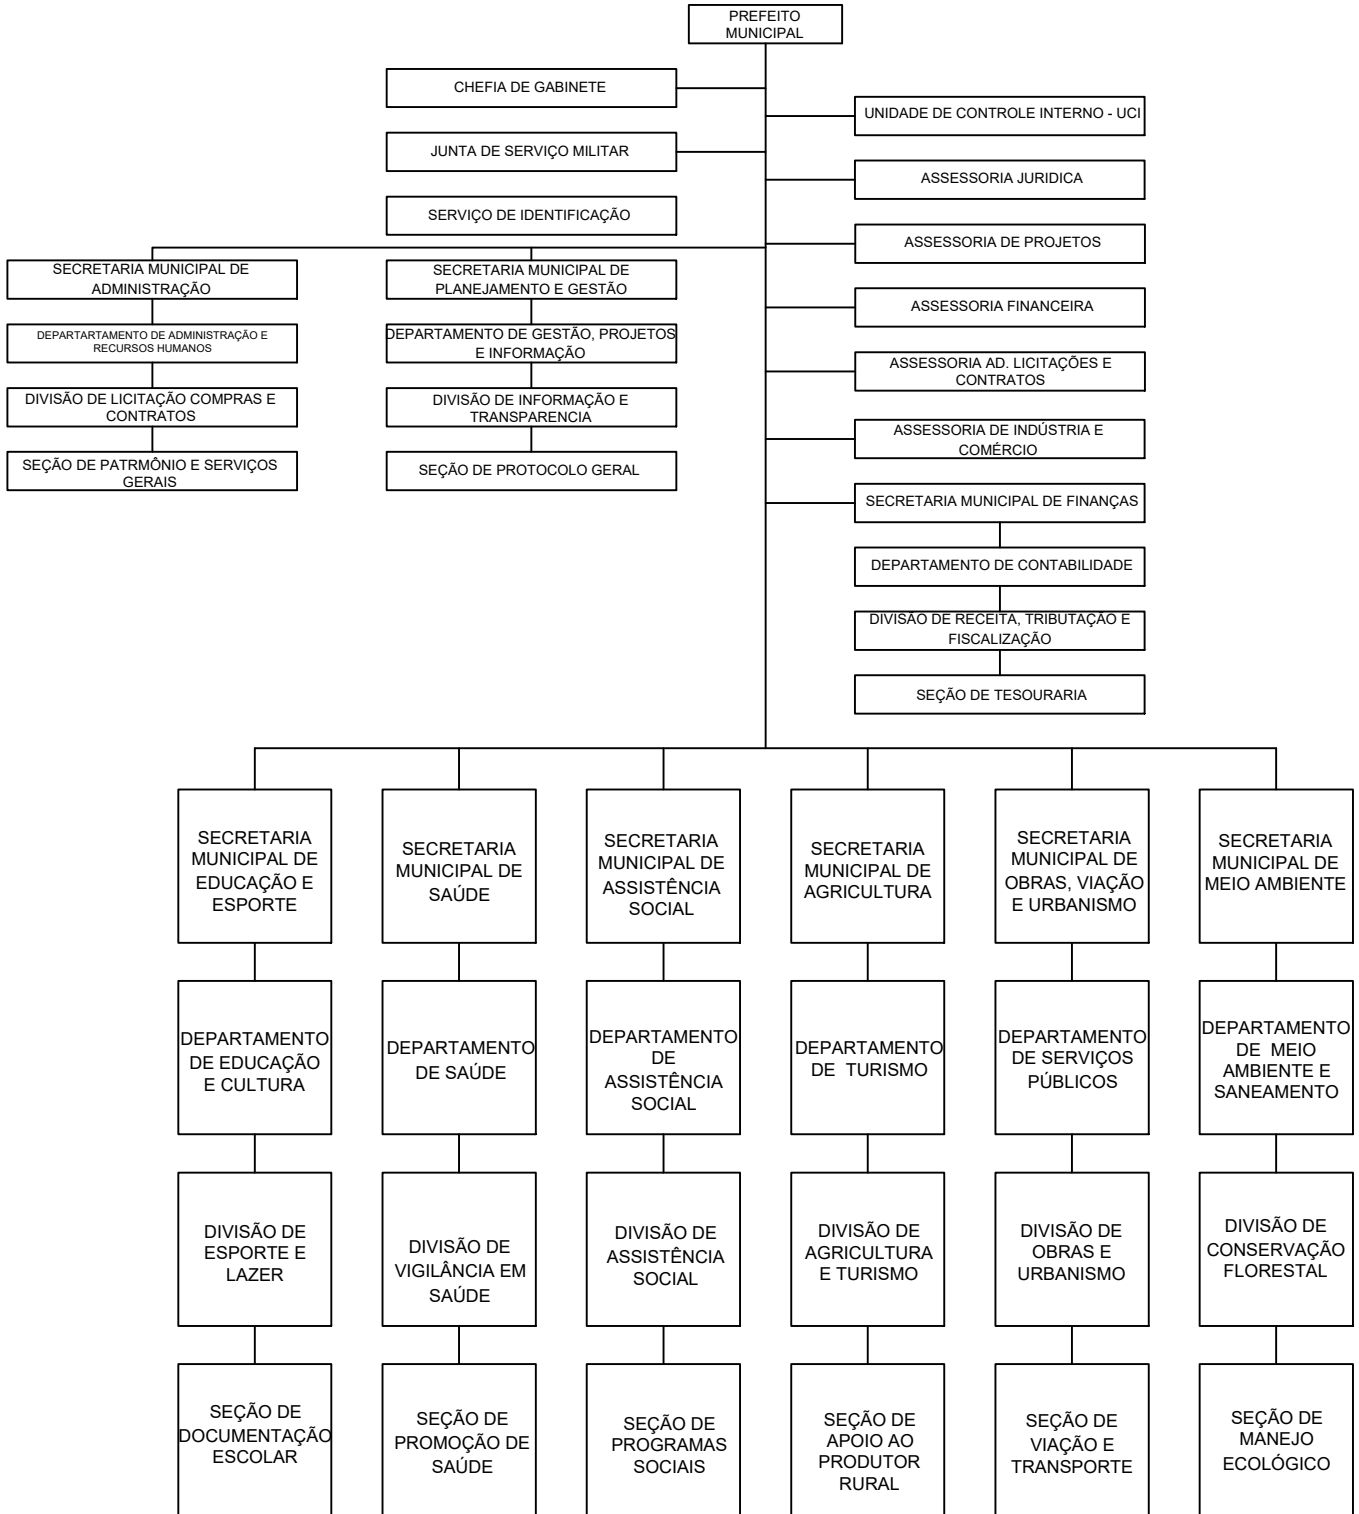 PREFEITO
MUNICIPAL
CHEFIA DE GABINETE
UNIDADE DE CONTROLE INTERNO - UCI
JUNTA DE SERVIÇO MILITAR
ASSESSORIA JURIDICA
SERVIÇO DE IDENTIFICAÇÃO
ASSESSORIA DE PROJETOS
SECRETARIA MUNICIPAL DE
ADMINISTRAÇÃO
SECRETARIA MUNICIPAL DE
PLANEJAMENTO E GESTÃO
ASSESSORIA FINANCEIRA
DEPARTARTAMENTO DE ADMINISTRAÇÃO E
RECURSOS HUMANOS
DEPARTAMENTO DE GESTÃO, PROJETOS
E INFORMAÇÃO
ASSESSORIA AD. LICITAÇÕES E
CONTRATOS
DIVISÃO DE LICITAÇÃO COMPRAS E
CONTRATOS
DIVISÃO DE INFORMAÇÃO E
TRANSPARENCIA
ASSESSORIA DE INDÚSTRIA E
COMÉRCIO
SEÇÃO DE PATRMÔNIO E SERVIÇOS
GERAIS
SEÇÃO DE PROTOCOLO GERAL
SECRETARIA MUNICIPAL DE FINANÇAS
DEPARTAMENTO DE CONTABILIDADE
DIVISÃO DE RECEITA, TRIBUTAÇÃO E
FISCALIZAÇÃO
SEÇÃO DE TESOURARIA
SECRETARIA
MUNICIPAL DE
EDUCAÇÃO E
ESPORTE
SECRETARIA
MUNICIPAL DE
SAÚDE
SECRETARIA
MUNICIPAL DE
ASSISTÊNCIA
SOCIAL
SECRETARIA
MUNICIPAL DE
AGRICULTURA
SECRETARIA
MUNICIPAL DE
OBRAS, VIAÇÃO
E URBANISMO
SECRETARIA
MUNICIPAL DE
MEIO AMBIENTE
DEPARTAMENTO
DE EDUCAÇÃO
E CULTURA
DEPARTAMENTO
DE SAÚDE
DEPARTAMENTO
DE
ASSISTÊNCIA
SOCIAL
DEPARTAMENTO
DE TURISMO
DEPARTAMENTO
DE SERVIÇOS
PÚBLICOS
DEPARTAMENTO
DE MEIO
AMBIENTE E
SANEAMENTO
DIVISÃO DE
ESPORTE E
LAZER
DIVISÃO DE
VIGILÂNCIA EM
SAÚDE
DIVISÃO DE
ASSISTÊNCIA
SOCIAL
DIVISÃO DE
AGRICULTURA
E TURISMO
DIVISÃO DE
OBRAS E
URBANISMO
DIVISÃO DE
CONSERVAÇÃO
FLORESTAL
SEÇÃO DE
DOCUMENTAÇÃO
ESCOLAR
SEÇÃO DE
PROMOÇÃO DE
SAÚDE
SEÇÃO DE
PROGRAMAS
SOCIAIS
SEÇÃO DE
APOIO AO
PRODUTOR
RURAL
SEÇÃO DE
VIAÇÃO E
TRANSPORTE
SEÇÃO DE
MANEJO
ECOLÓGICO